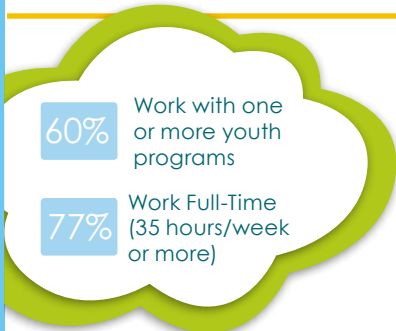 60%
Work with one
or more youth
programs
77%
Work Full-Time
(35 hours/week
or more)